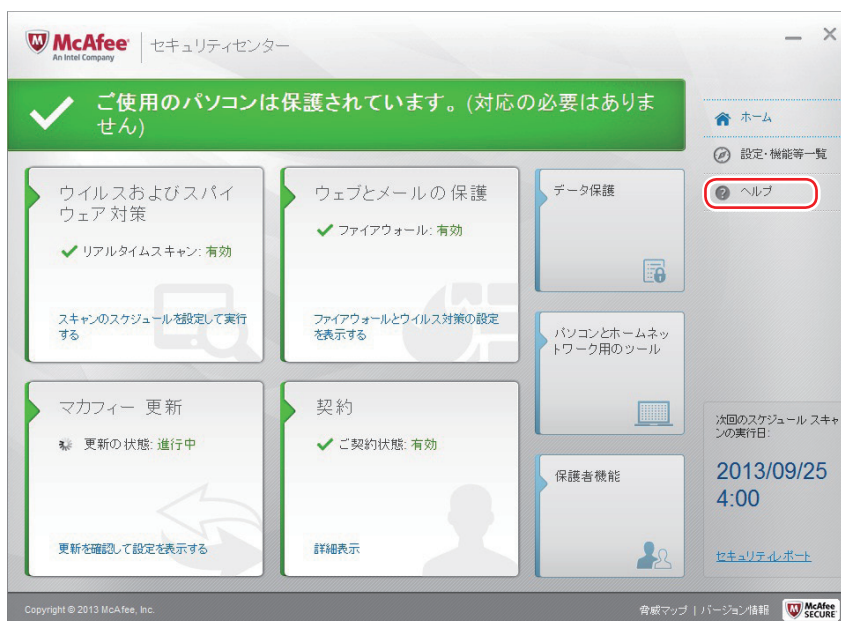 McAfee
An Intel Company
セキュリティセンター
ご使用のパソコンは保護されています。(対応の必要はありま
せん)
ホーム
設定・機能等一覧
ヘルプ
ウイルスおよびスパイ
ウェア対策
リアルタイムスキャン: 有効
スキャンのスケジュールを設定して実行
する
ウェブとメールの保護
ファイアウォール: 有効
ファイアウォールとウイルス対策の設定
を表示する
データ保護
パソコンとホームネッ
トワーク用のツール
マカフィー 更新
更新の状態: 進行中
更新を確認して設定を表示する
契約
ご契約状態: 有効
詳細表示
保護者機能
次回のスケジュール スキャ
ンの実行日:
2013/09/25
4:00
セキュリティレポート
Copyright © 2013 McAfee, Inc.
脅威マップ | バージョン情報
McAfee
SECURE